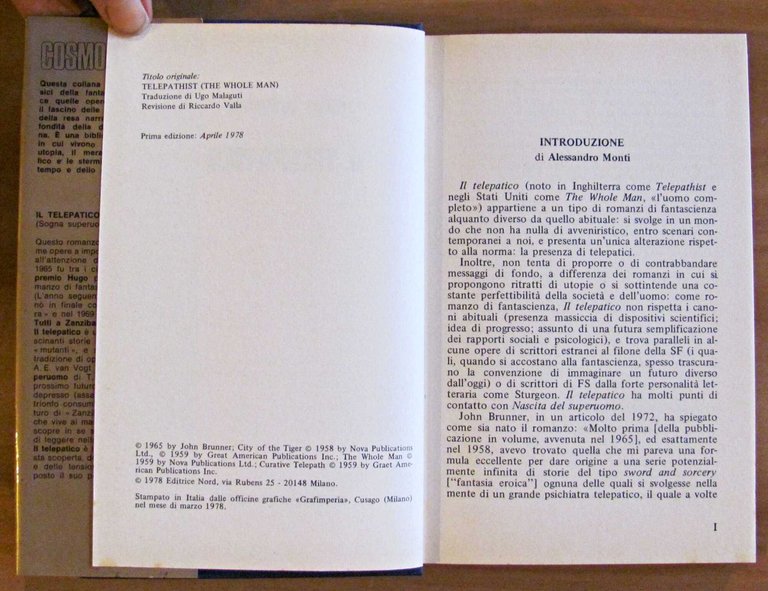 COSMO
Questa collana
sici della fanta
ce quelle oper
il fascino delle
della resa narr
fondità della d
na. È una bibli
in cui vivono
utopia, il mera
fico e le stermi
tempo e dello
IL TELEPATICO
(Sogna superuo
Questo romanzo
me opere a impo
all'attenzione d
1965 fu tra i c
premio Hugo p
manzo di fantas
(L'anno seguen
nò in finale co
ra» e nel 1969
Tutti a Zanziba
Il telepatico è
scinanti storie
«mutanti», e
tradizione di op
A.E. van Vogt
peruomo di T.
prossimo futuro
depresso (assa
trionfo consum
turo di «Zanzi
che vive ai ma
che si mare se
di leggere nell
Il telepatico è
sta scoperta, d
e delle tension
posto il suo p
Titolo originale:
TELEPATHIST (THE WHOLE MAN)
Traduzione di Ugo Malaguti
Revisione di Riccardo Valla
Prima edizione: Aprile 1978
© 1965 by John Brunner; City of the Tiger © 1958 by Nova Publications
Ltd., © 1959 by Great American Publications Inc.; The Whole Man ©
1959 by Nova Publications Ltd.; Curative Telepath © 1959 by Graet Ame-
rican Publications Inc.
© 1978 Editrice Nord, via Rubens 25 - 20148 Milano.
Stampato in Italia dalle officine grafiche «Grafimperia», Cusago (Milano)
nel mese di marzo 1978.
INTRODUZIONE
di Alessandro Monti
Il telepatico (noto in Inghilterra come Telepathist e
negli Stati Uniti come The Whole Man, «l'uomo com-
pleto») appartiene a un tipo di romanzi di fantascienza
alquanto diverso da quello abituale: si svolge in un mon-
do che non ha nulla di avveniristico, entro scenari con-
temporanei a noi, e presenta un'unica alterazione rispet-
to alla norma: la presenza di telepatici.
Inoltre, non tenta di proporre o di contrabbandare
messaggi di fondo, a differenza dei romanzi in cui si
propongono ritratti di utopie o si sottintende una co-
stante perfettibilità della società e dell'uomo: come ro-
manzo di fantascienza, Il telepatico non rispetta i cano-
ni abituali (presenza massiccia di dispositivi scientifici;
idea di progresso; assunto di una futura semplificazione
dei rapporti sociali e psicologici), e trova paralleli in
alcune opere di scrittori estranei al filone della SF (i qua-
li, quando si accostano alla fantascienza, spesso trascu-
rano la convenzione di immaginare un futuro diverso
dall'oggi) o di scrittori di FS dalla forte personalità let-
teraria come Sturgeon. Il telepatico ha molti punti di
contatto con Nascita del superuomo.
John Brunner, in un articolo del 1972, ha spiegato
come sia nato il romanzo: «Molto prima [della pubbli-
cazione in volume, avvenuta nel 1965], ed esattamente
nel 1958, avevo trovato quella che mi pareva una for-
mula eccellente per dare origine a una serie potenzial-
mente infinita di storie del tipo sword and sorcery
["fantasia eroica"] ognuna delle quali si svolgesse nella
mente di un grande psichiatra telepatico, il quale a volte
I